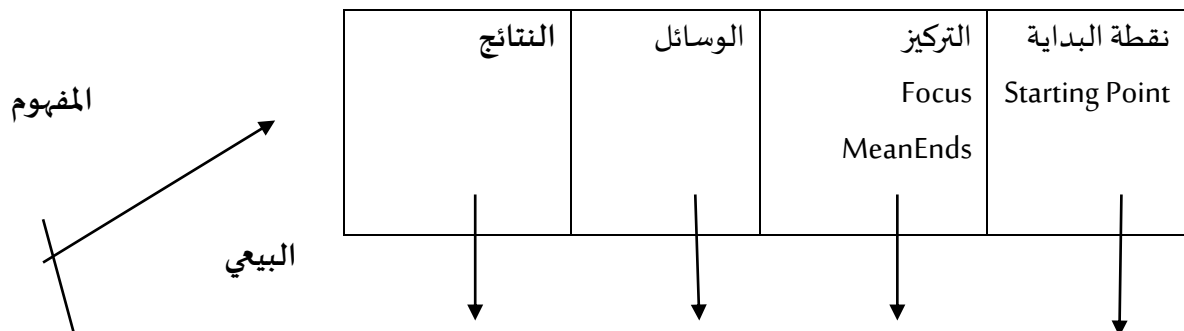 نقطة البداية
Starting Point
التركيز
Focus
MeanEnds
الوسائل
النتائج
المفهوم
البيعي